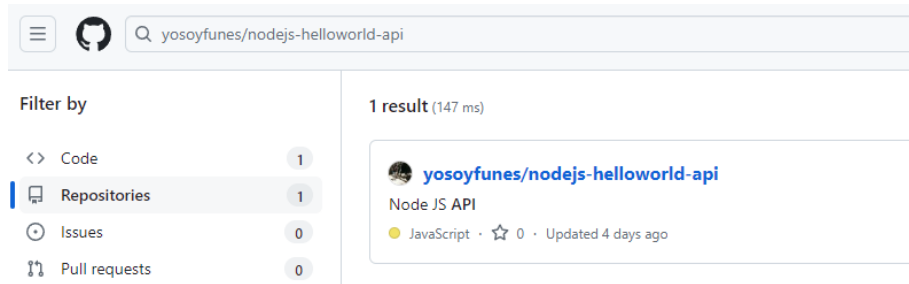 yosoyfunes/nodejs-helloworld-api
Filter by
Code 1
Repositories 1
Issues 0
Pull requests 0
1 result (147 ms)
yosoyfunes/nodejs-helloworld-api
Node JS API
JavaScript · 0 · Updated 4 days ago